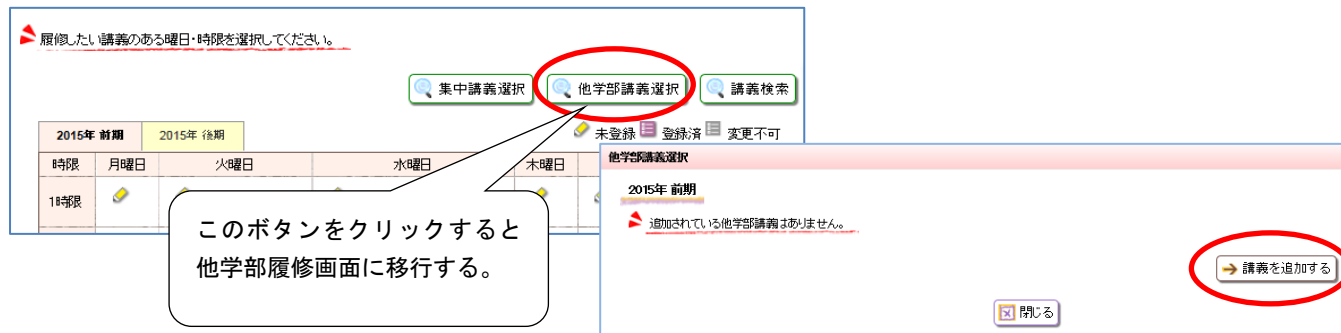 履修したい講義のある曜日・時限を選択してください。
集中講義選択 他学部講義選択 講義検索
2015年 前期 2015年 後期 未登録 登録済 変更不可
時限 月曜日 火曜日 水曜日 木曜日
1時限
このボタンをクリックすると
他学部履修画面に移行する。
他学部講義選択
2015年 前期
追加されている他学部講義はありません。
講義を追加する
閉じる